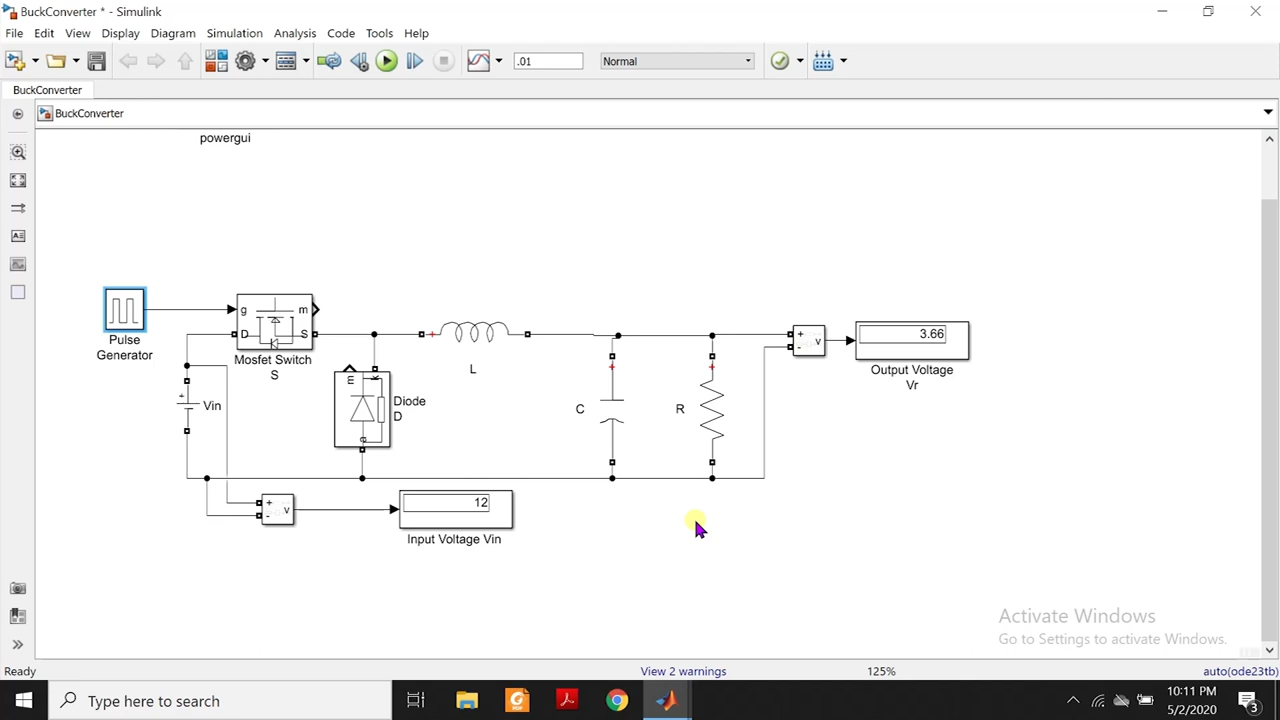 BuckConverter * - Simulink
File Edit View Display Diagram Simulation Analysis Code Tools Help
.01
Normal
BuckConverter
BuckConverter
powergui
Pulse
Generator
g
m
D
S
Mosfet Switch
S
L
Vin
m
k
a
Diode
D
C
R
+
-
v
3.66
Output Voltage
Vr
+
-
v
12
Input Voltage Vin
Activate Windows
Go to Settings to activate Windows.
Ready
View 2 warnings
125%
auto(ode23tb)
Type here to search
10:11 PM
5/2/2020
3